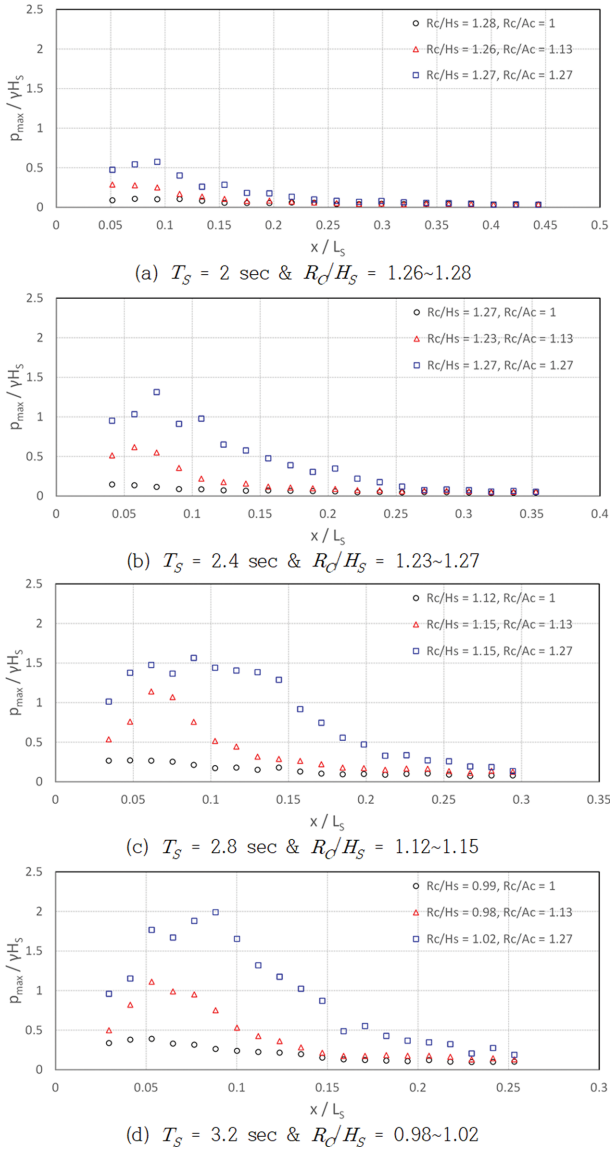 2.5
2
1.5
1
0.5
0
p_max / γH_S
Rc/Hs = 1.28, Rc/Ac = 1
Rc/Hs = 1.26, Rc/Ac = 1.13
Rc/Hs = 1.27, Rc/Ac = 1.27
0 0.05 0.1 0.15 0.2 0.25 0.3 0.35 0.4 0.45 0.5
x / L_S
(a) T_S = 2 sec & R_C/H_S = 1.26~1.28
2.5
2
1.5
1
0.5
0
p_max / γH_S
Rc/Hs = 1.27, Rc/Ac = 1
Rc/Hs = 1.23, Rc/Ac = 1.13
Rc/Hs = 1.27, Rc/Ac = 1.27
0 0.05 0.1 0.15 0.2 0.25 0.3 0.35 0.4
x / L_S
(b) T_S = 2.4 sec & R_C/H_S = 1.23~1.27
2.5
2
1.5
1
0.5
0
p_max / γH_S
Rc/Hs = 1.12, Rc/Ac = 1
Rc/Hs = 1.15, Rc/Ac = 1.13
Rc/Hs = 1.15, Rc/Ac = 1.27
0 0.05 0.1 0.15 0.2 0.25 0.3 0.35
x / L_S
(c) T_S = 2.8 sec & R_C/H_S = 1.12~1.15
2.5
2
1.5
1
0.5
0
p_max / γH_S
Rc/Hs = 0.99, Rc/Ac = 1
Rc/Hs = 0.98, Rc/Ac = 1.13
Rc/Hs = 1.02, Rc/Ac = 1.27
0 0.05 0.1 0.15 0.2 0.25 0.3
x / L_S
(d) T_S = 3.2 sec & R_C/H_S = 0.98~1.02